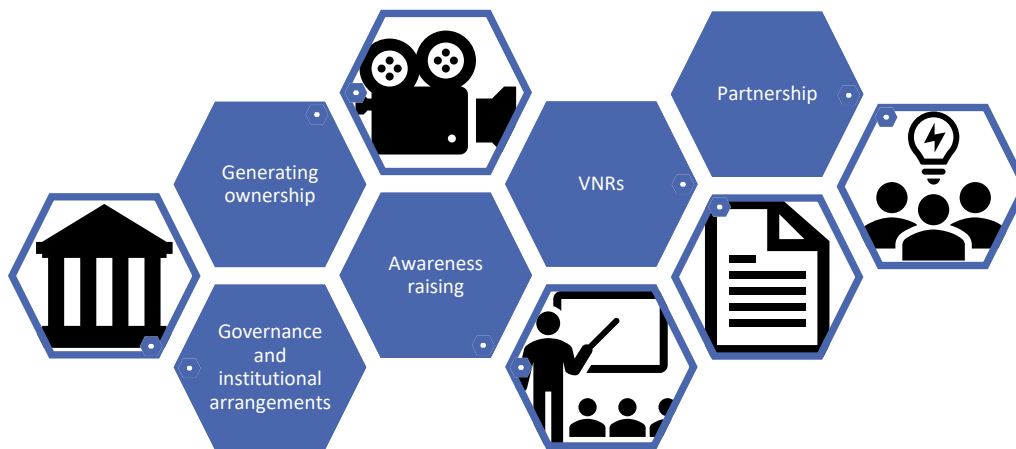 Partnership
Generating
ownership
VNRs
Awareness
raising
Governance
and
institutional
arrangements